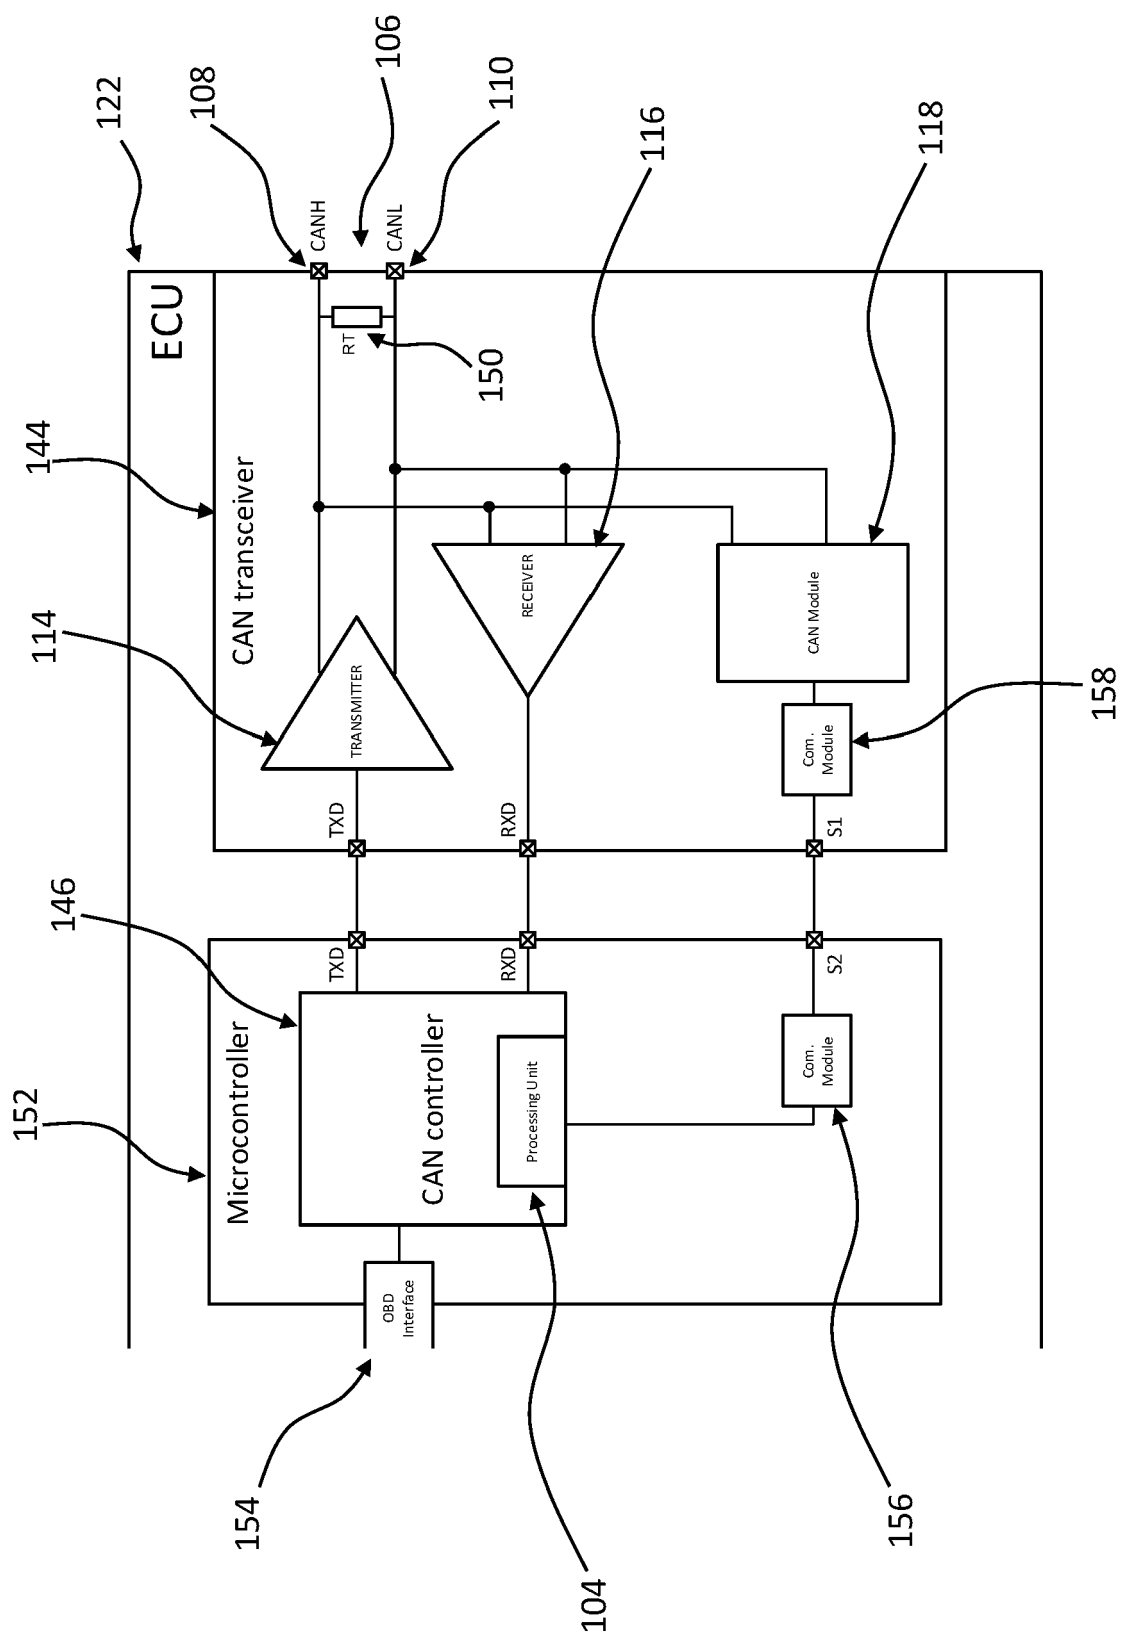 122
108
106
110
116
118
CANH
CANL
ECU
144
CAN transceiver
RT
150
114
TRANSMITTER
RECEIVER
CAN Module
Com.
Module
158
TXD
RXD
S1
146
TXD
RXD
S2
152
Microcontroller
CAN controller
Processing Unit
Com.
Module
OBD
Interface
154
104
156